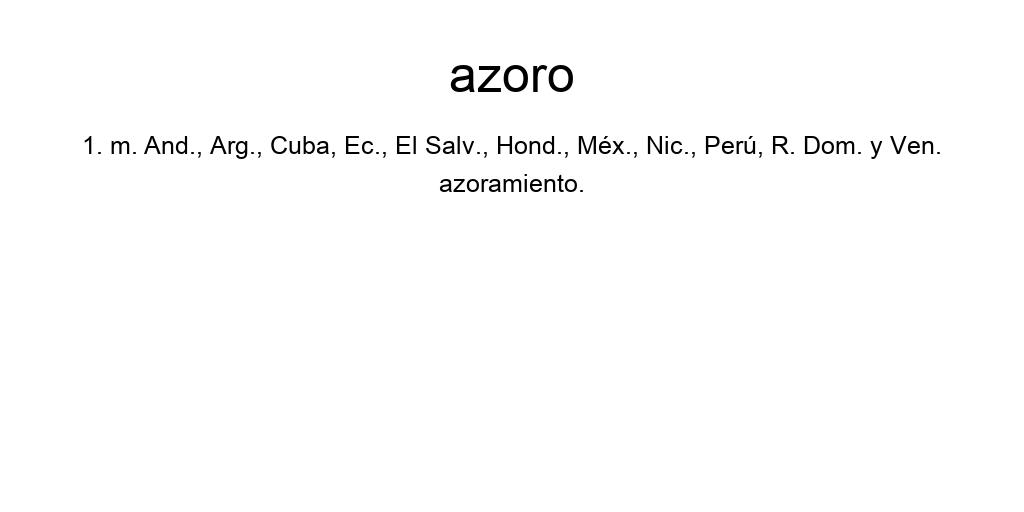 azoro
1. m. And., Arg., Cuba, Ec., El Salv., Hond., Méx., Nic., Perú, R. Dom. y Ven.
azoramiento.